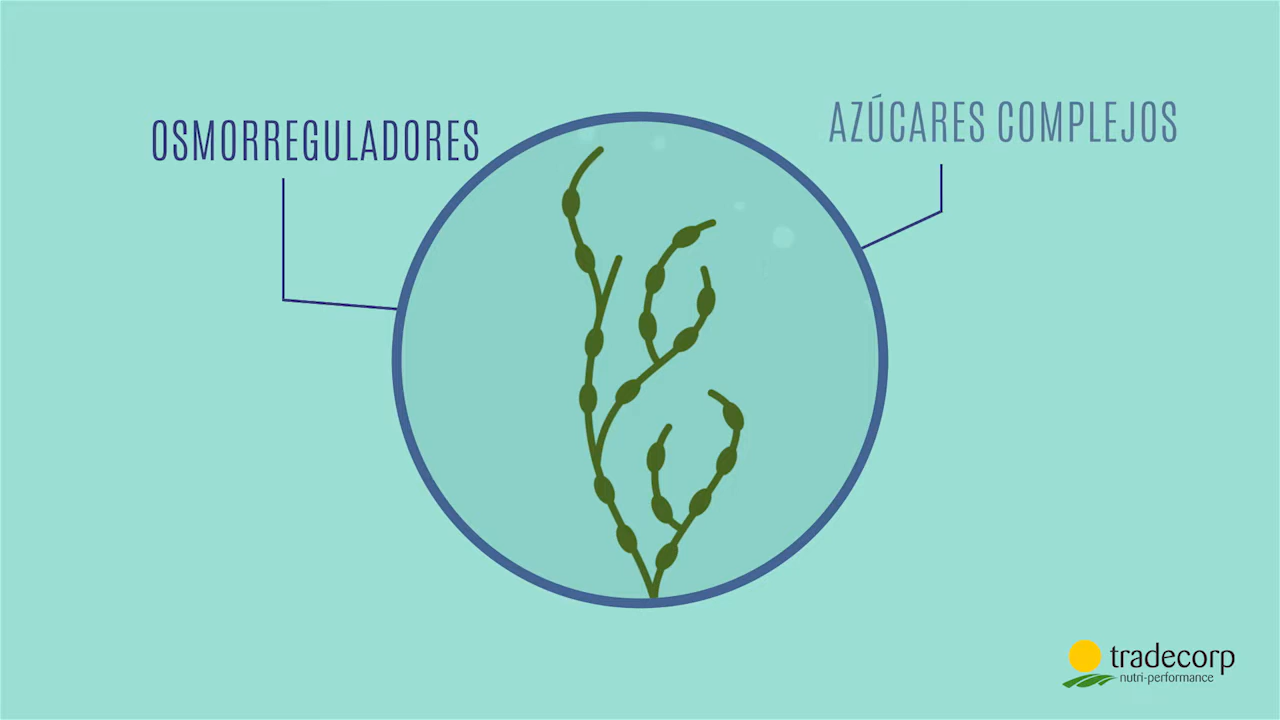 OSMORREGULADORES
AZÚCARES COMPLEJOS
tradecorp
nutri-performance